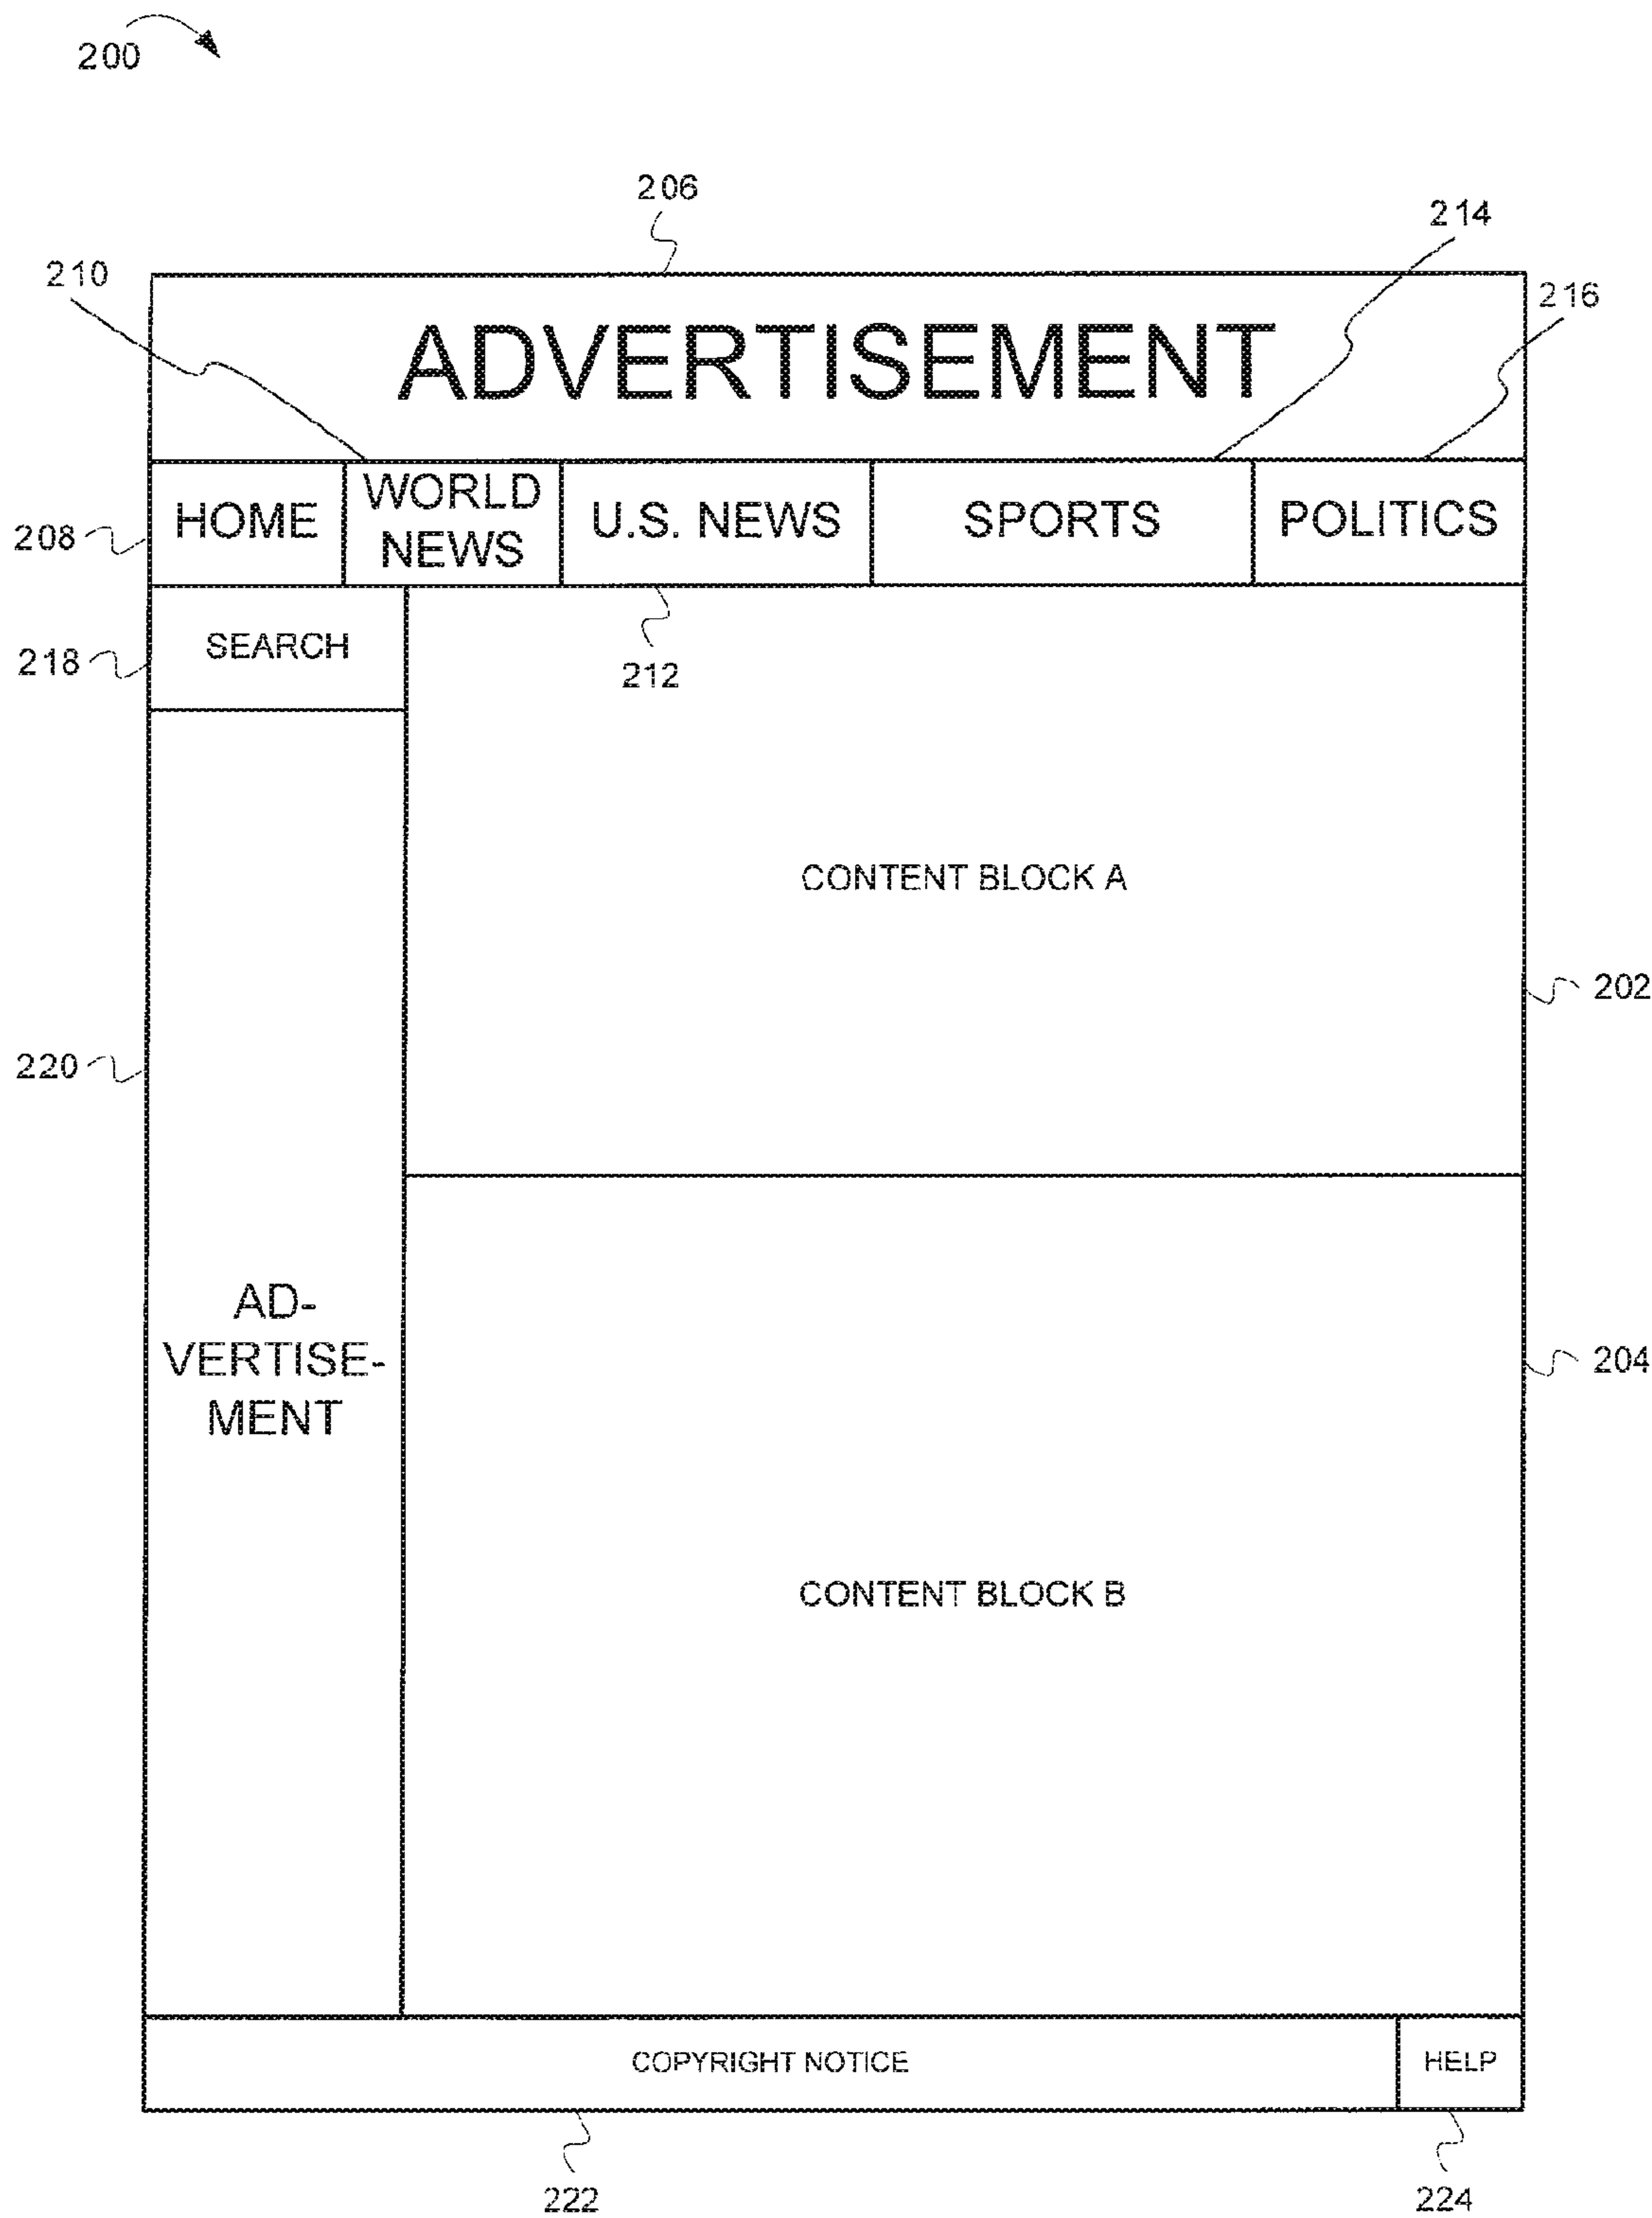 200
206
214
210
216
ADVERTISEMENT
208
HOME
WORLD
NEWS
U.S. NEWS
SPORTS
POLITICS
218
SEARCH
212
CONTENT BLOCK A
202
220
AD-
VERTISE-
MENT
204
CONTENT BLOCK B
COPYRIGHT NOTICE
HELP
222
224